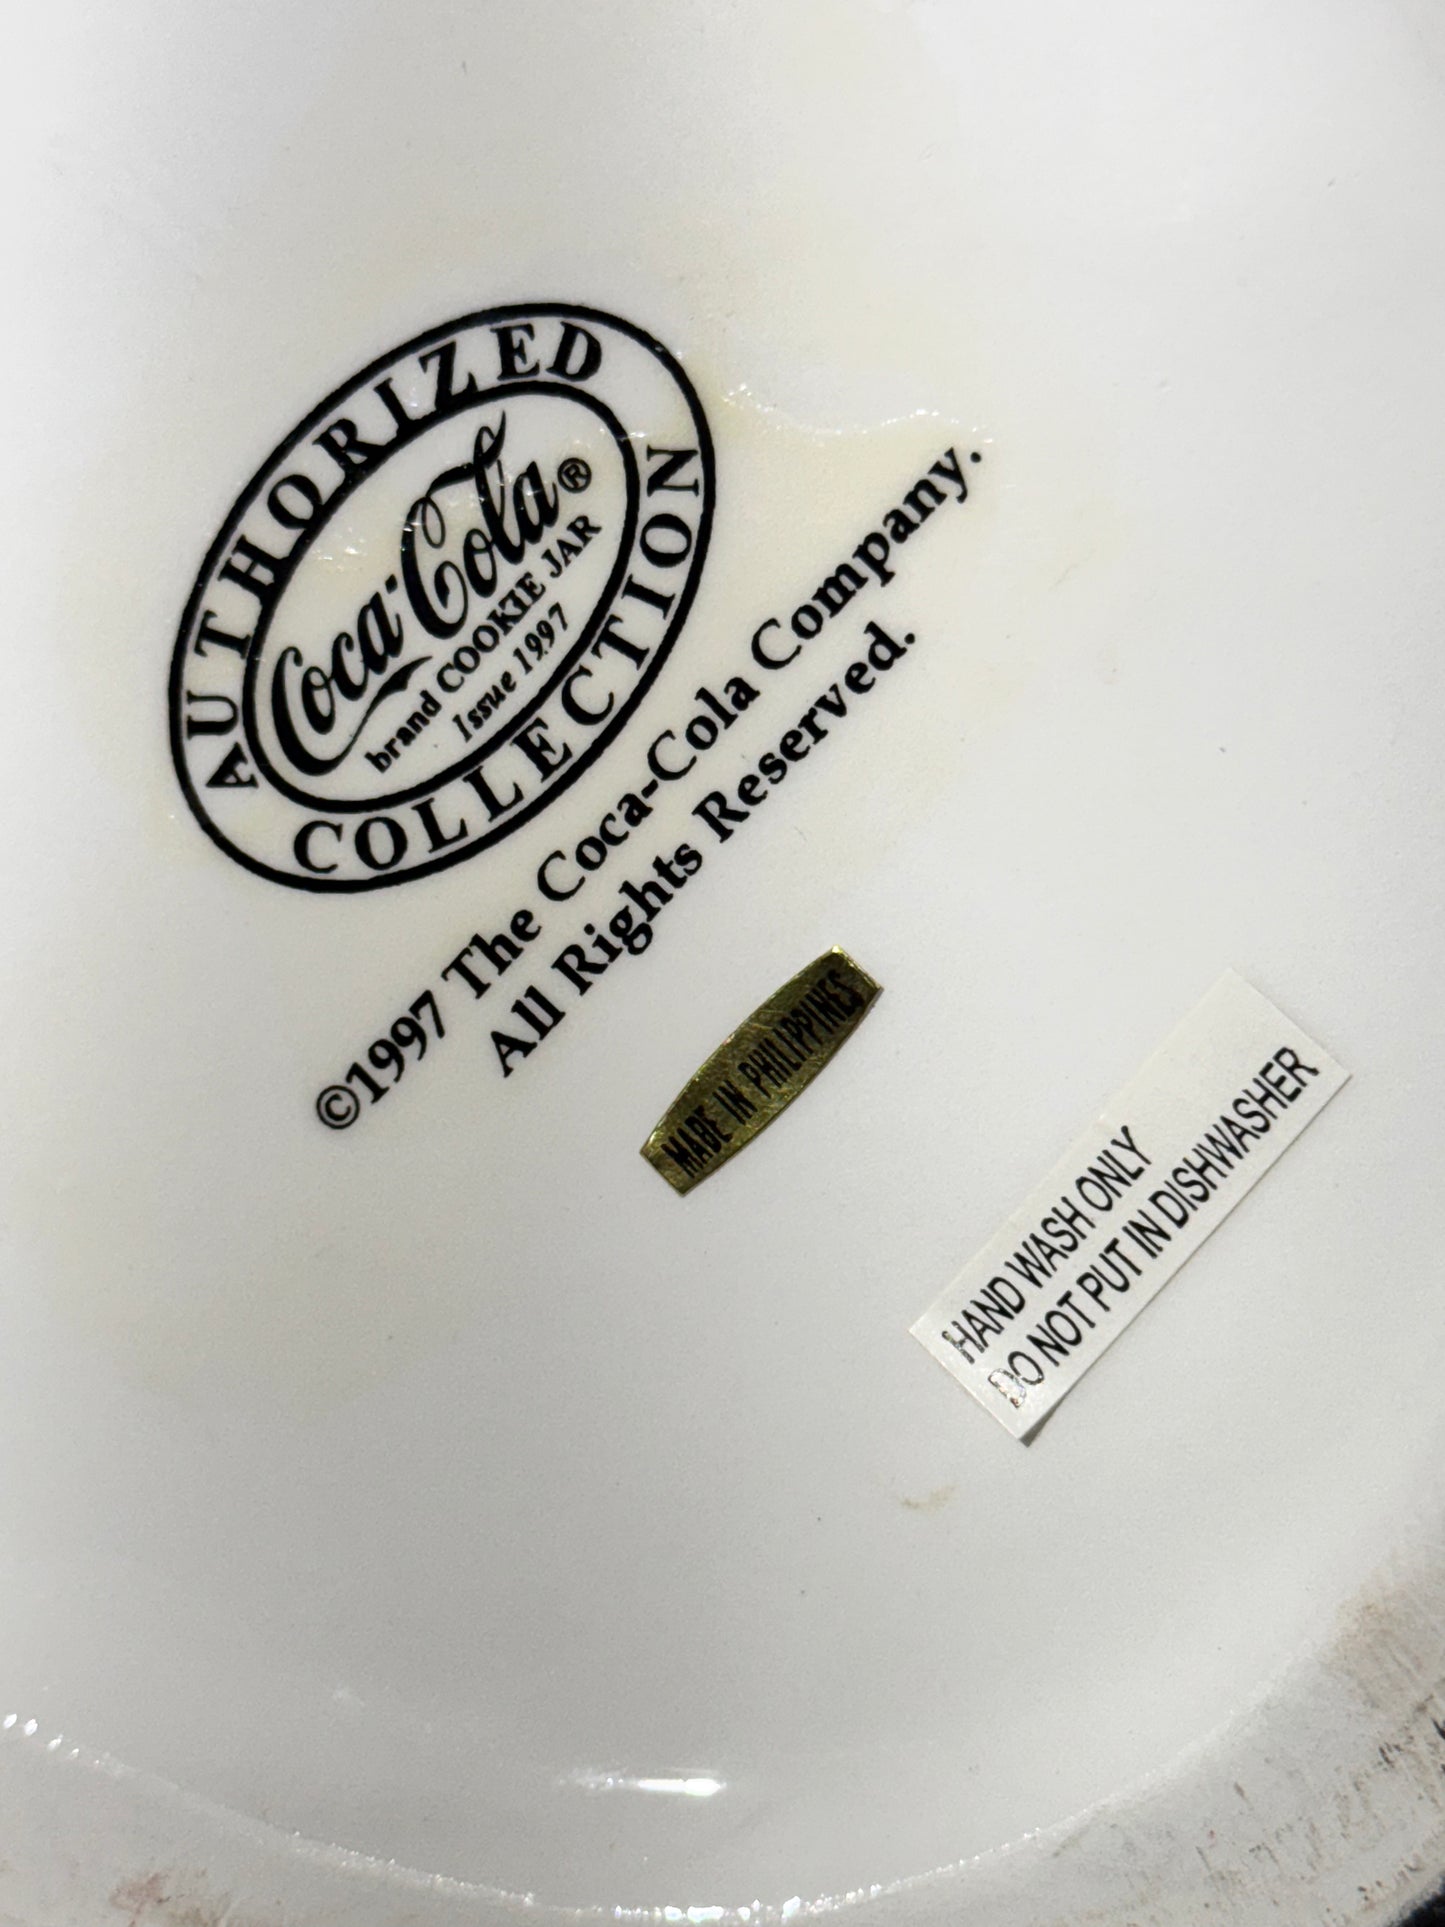 AUTHORIZED
Coca-Cola®
brand COOKIE JAR
Issue 1997
COLLECTION
©1997 The Coca-Cola Company.
All Rights Reserved.
MADE IN PHILIPPINES
HAND WASH ONLY
DO NOT PUT IN DISHWASHER